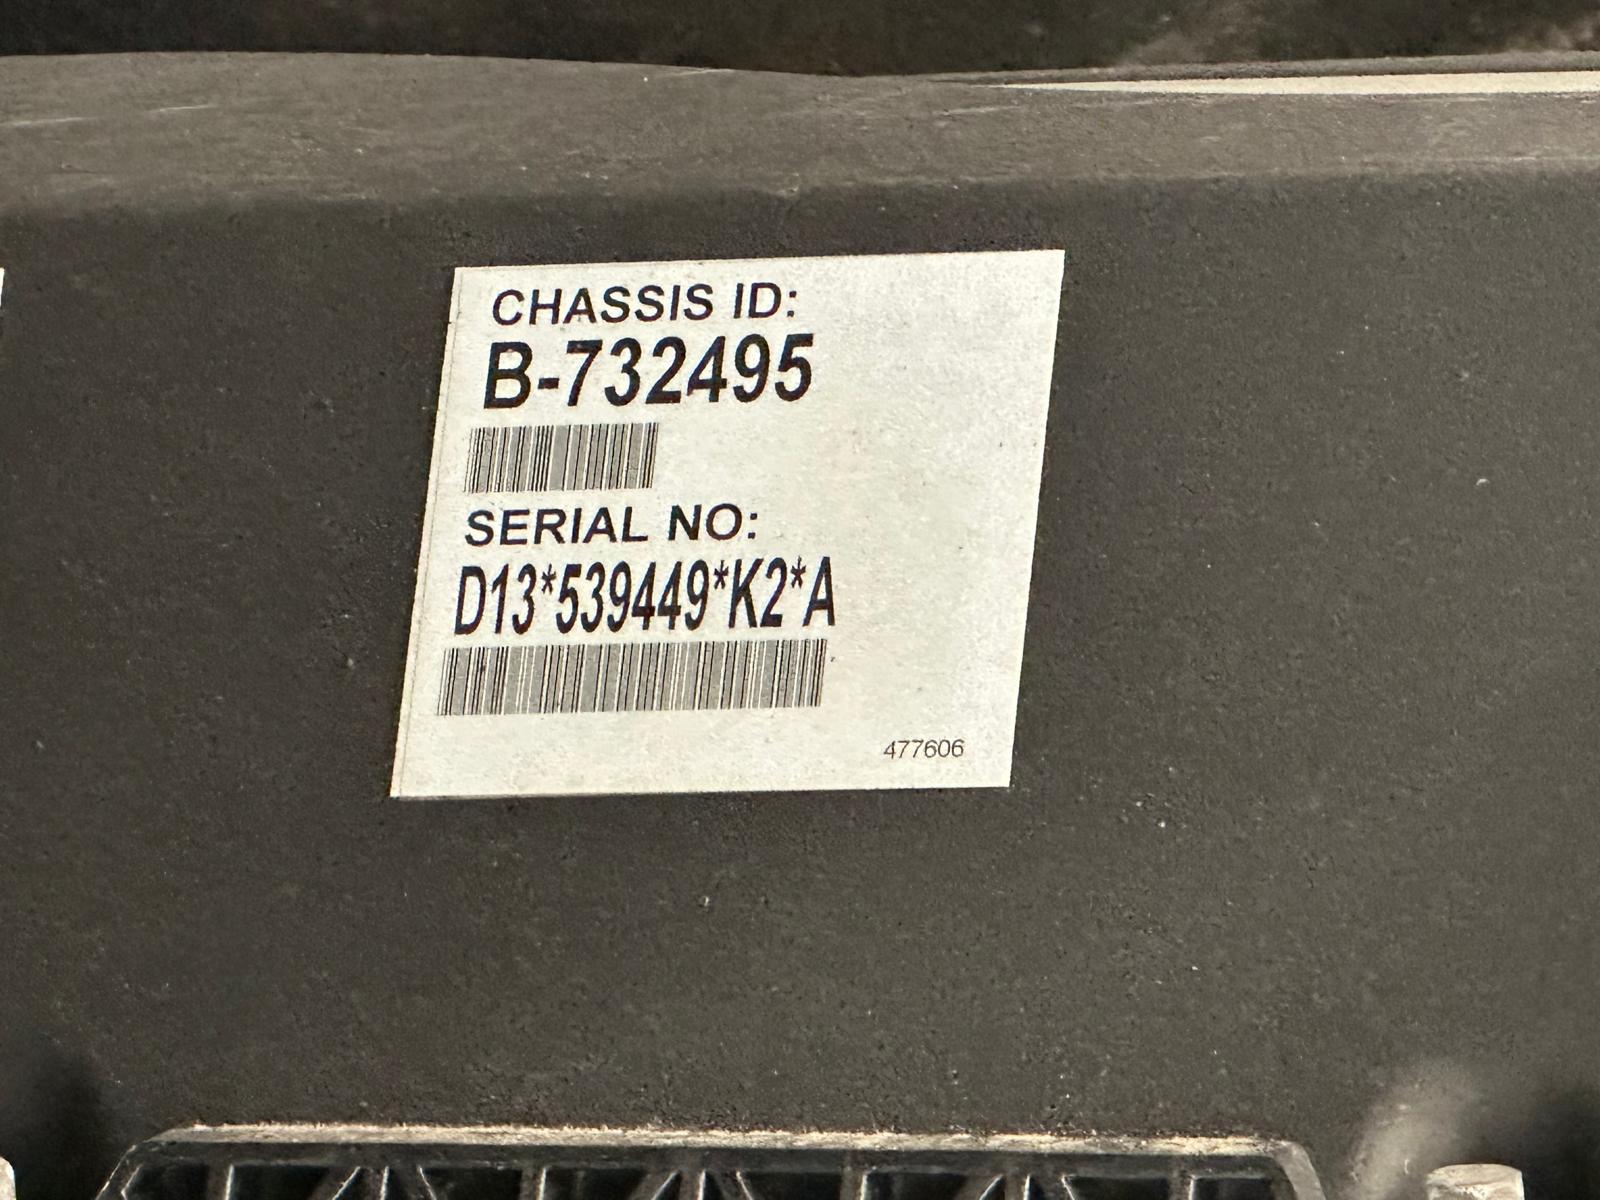 CHASSIS ID:
B-732495
SERIAL NO:
D13*539449*K2*A
477606